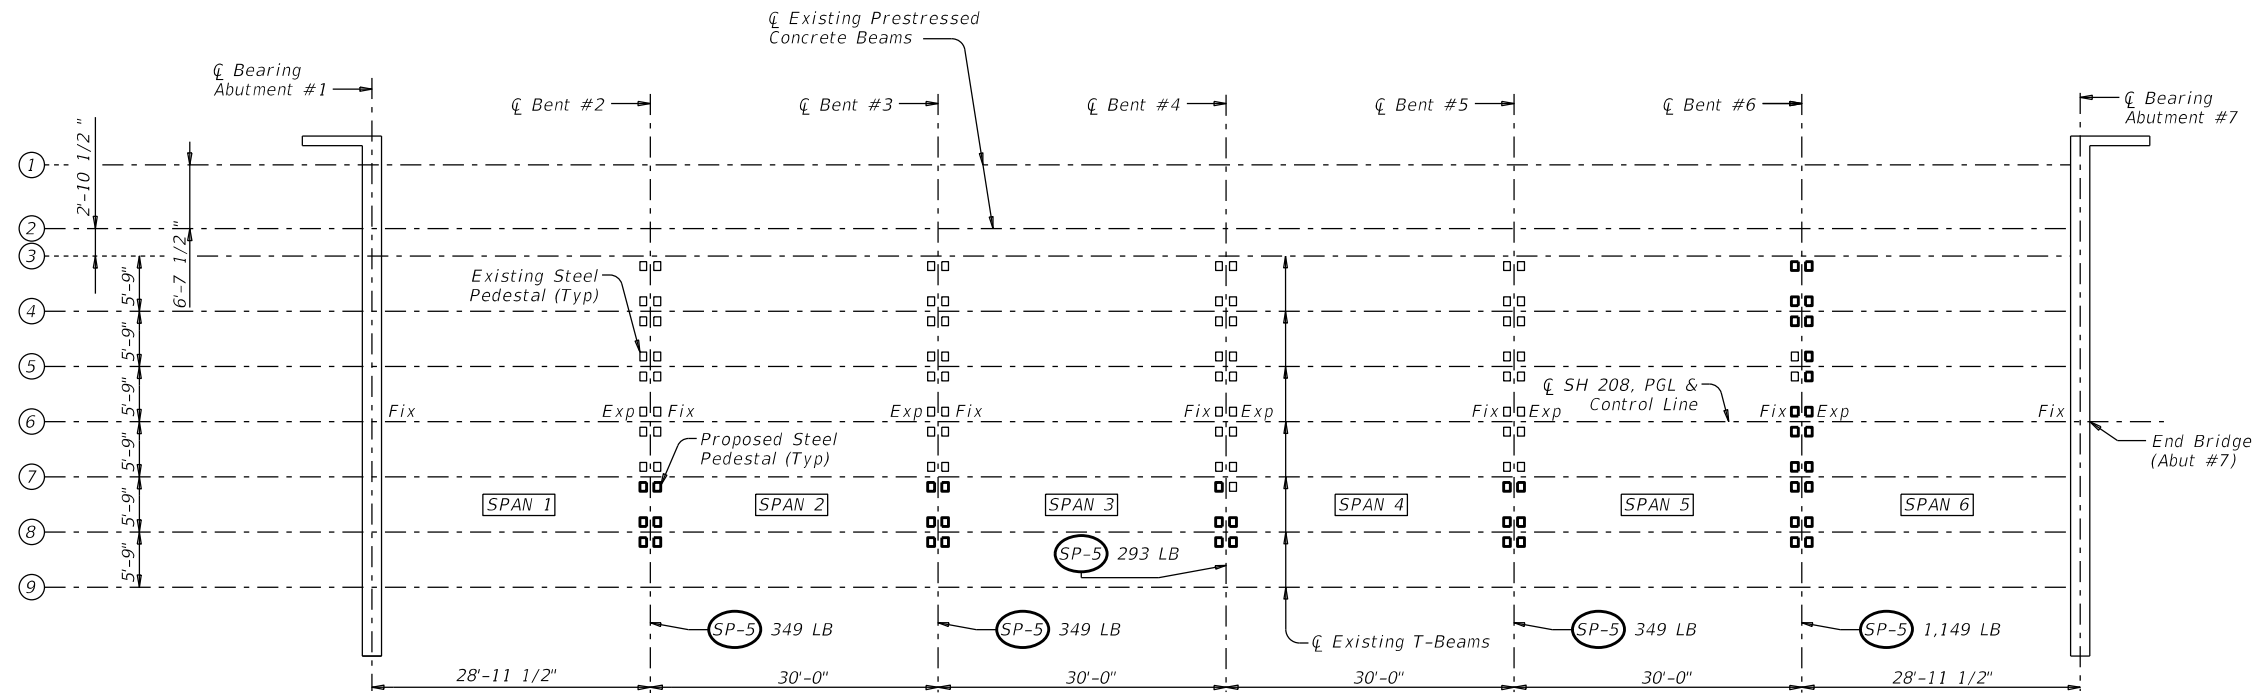 ℄ Existing Prestressed
Concrete Beams
℄ Bearing
Abutment #1
℄ Bent #2
℄ Bent #3
℄ Bent #4
℄ Bent #5
℄ Bent #6
℄ Bearing
Abutment #7
1
2
3
4
5
6
7
8
9
2'-10 1/2 "
6'-7 1/2 "
5'-9"
5'-9"
5'-9"
5'-9"
5'-9"
5'-9"
Existing Steel
Pedestal (Typ)
℄ SH 208, PGL &
Control Line
Fix
Exp
Fix
Exp
Fix
Fix
Exp
Fix
Exp
Fix
Exp
Fix
Proposed Steel
Pedestal (Typ)
End Bridge
(Abut #7)
SPAN 1
SPAN 2
SPAN 3
SPAN 4
SPAN 5
SPAN 6
SP-5 293 LB
SP-5 349 LB
SP-5 349 LB
SP-5 349 LB
SP-5 1,149 LB
℄ Existing T-Beams
28'-11 1/2"
30'-0"
30'-0"
30'-0"
30'-0"
28'-11 1/2"